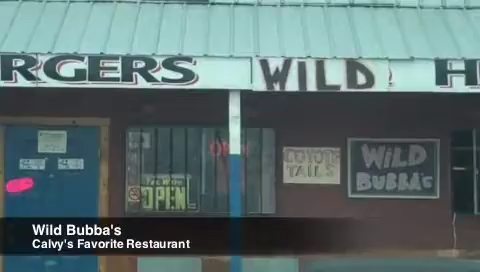 RGERS WILD H
COYOTE
TAILS
WiLD
BUBBA'S
OPEN
Wild Bubba's
Calvy's Favorite Restaurant